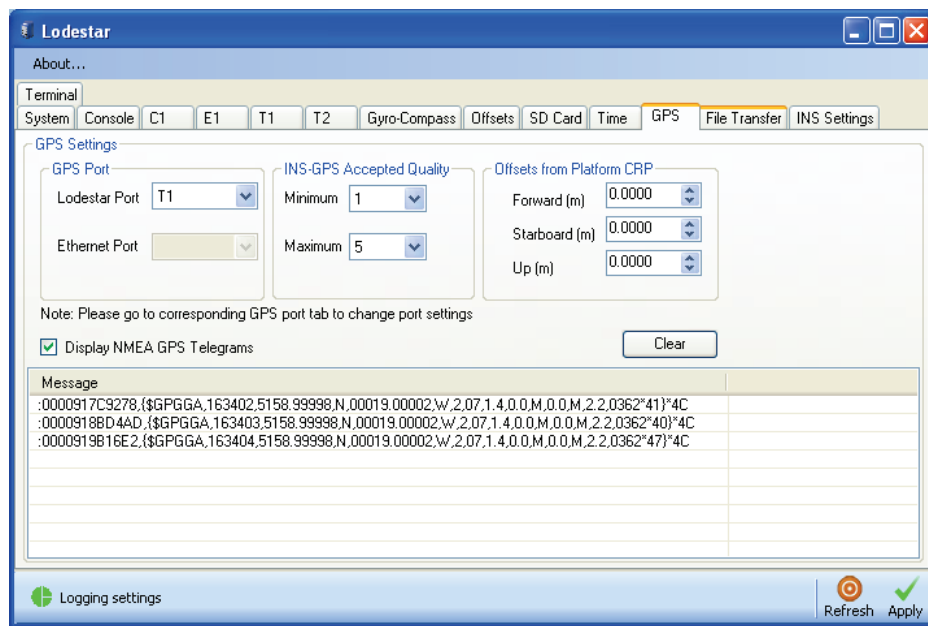 Lodestar
About...
Terminal
System Console C1 E1 T1 T2 Gyro-Compass Offsets SD Card Time GPS File Transfer INS Settings
GPS Settings
GPS Port INS-GPS Accepted Quality Offsets from Platform CRP
Lodestar Port T1 Minimum 1 Forward (m) 0.0000
Starboard (m) 0.0000
Ethernet Port Maximum 5 Up (m) 0.0000
Note: Please go to corresponding GPS port tab to change port settings
Display NMEA GPS Telegrams Clear
Message
:0000917C9278,{$GPGGA,163402,5158.99998,N,00019.00002,W,2,07,1.4,0.0,M,0.0,M,2.2,0362*41}*4C
:0000918BD4AD,{$GPGGA,163403,5158.99998,N,00019.00002,W,2,07,1.4,0.0,M,0.0,M,2.2,0362*40}*4C
:0000919B16E2,{$GPGGA,163404,5158.99998,N,00019.00002,W,2,07,1.4,0.0,M,0.0,M,2.2,0362*47}*4C
Logging settings Refresh Apply